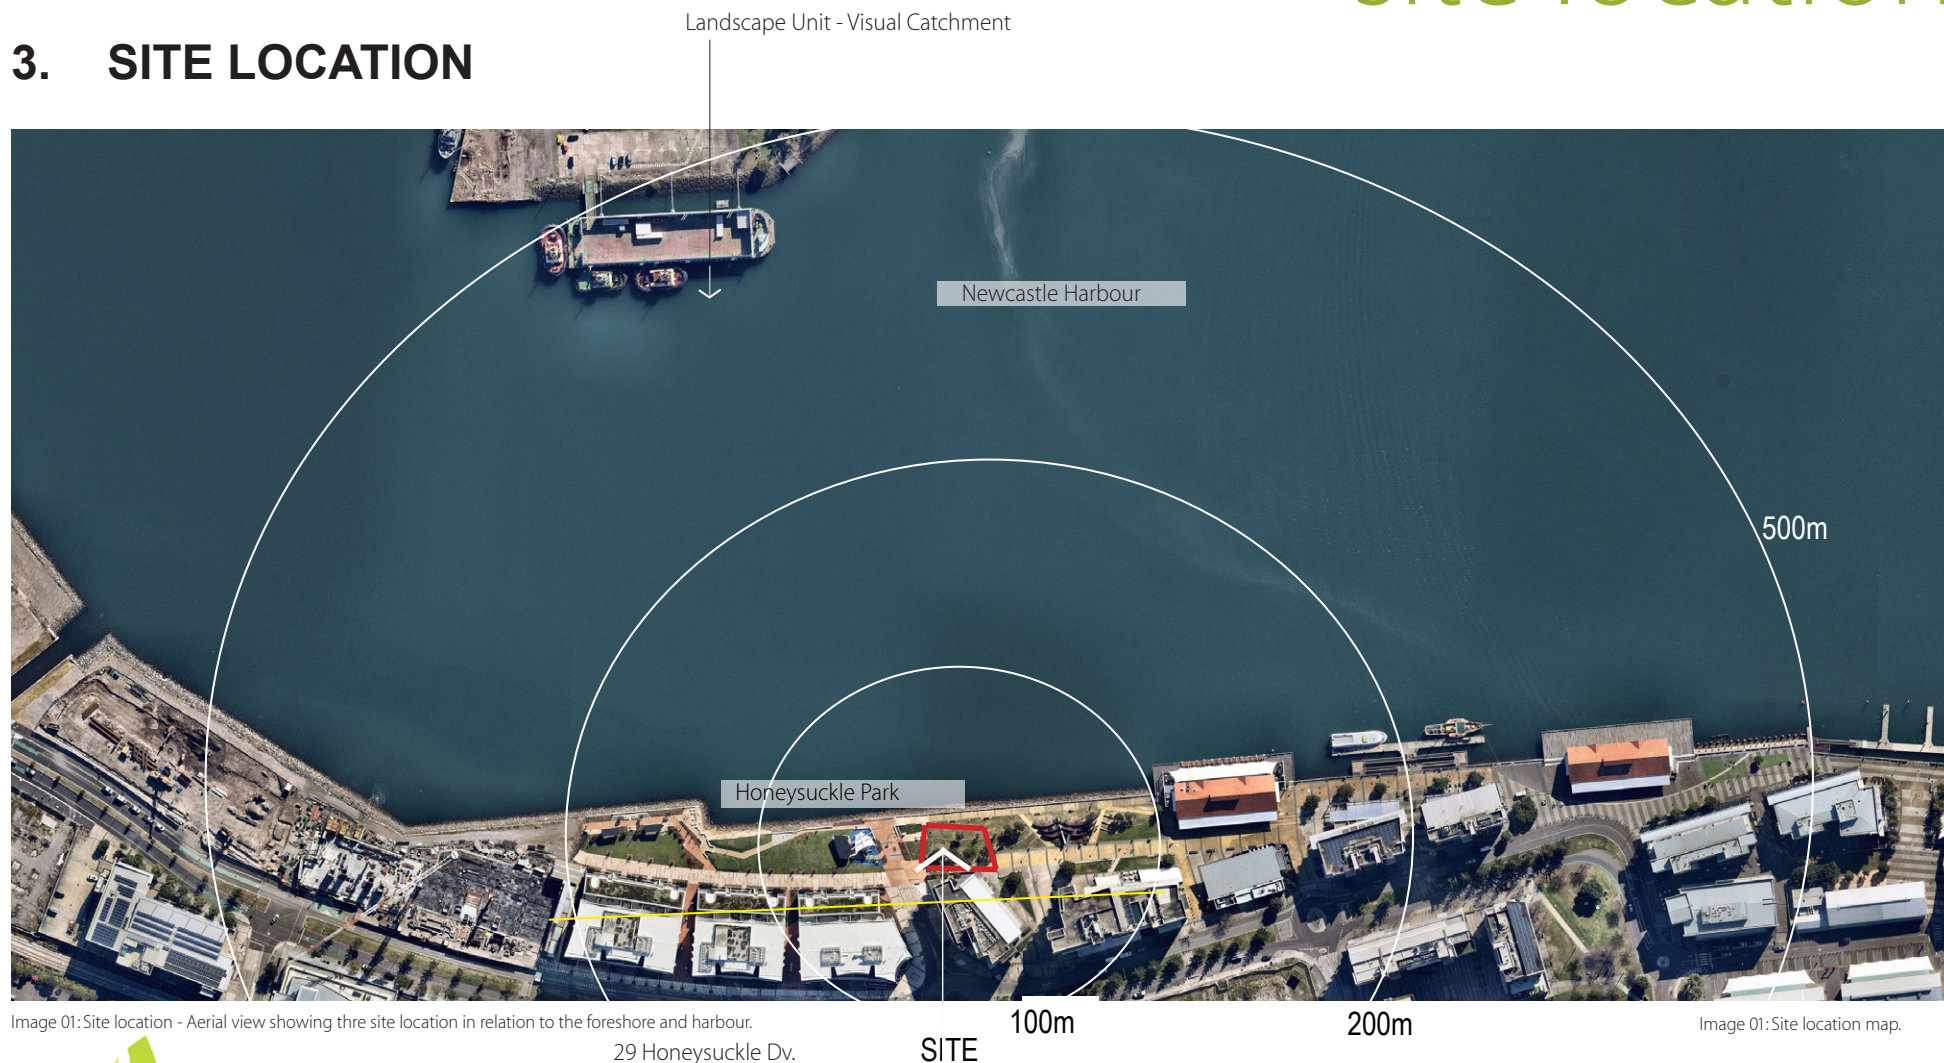 site location
Landscape Unit - Visual Catchment
3. SITE LOCATION
Newcastle Harbour
500m
Honeysuckle Park
Image 01: Site location - Aerial view showing thre site location in relation to the foreshore and harbour.
100m
200m
Image 01: Site location map.
29 Honeysuckle Dv.
SITE